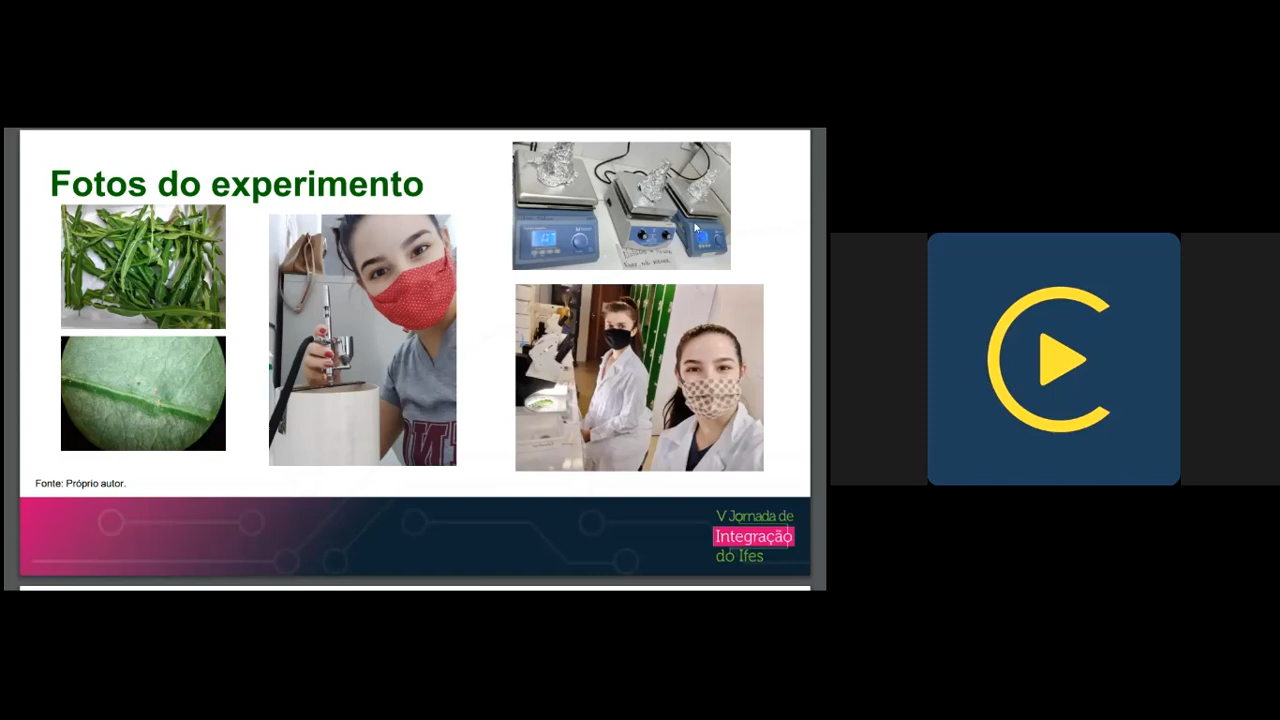 Fotos do experimento
Fonte: Próprio autor.
V Jornada de
Integração
do Ifes